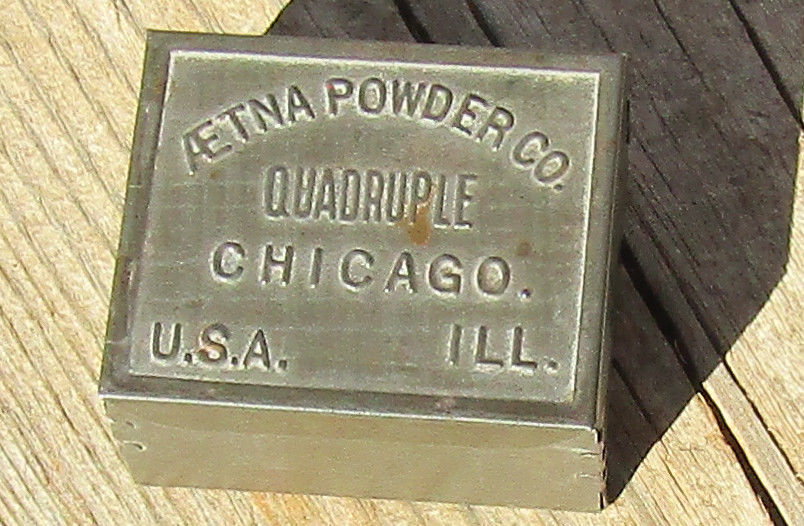 ÆTNA POWDER CO.
QUADRUPLE
CHICAGO.
U.S.A. ILL.